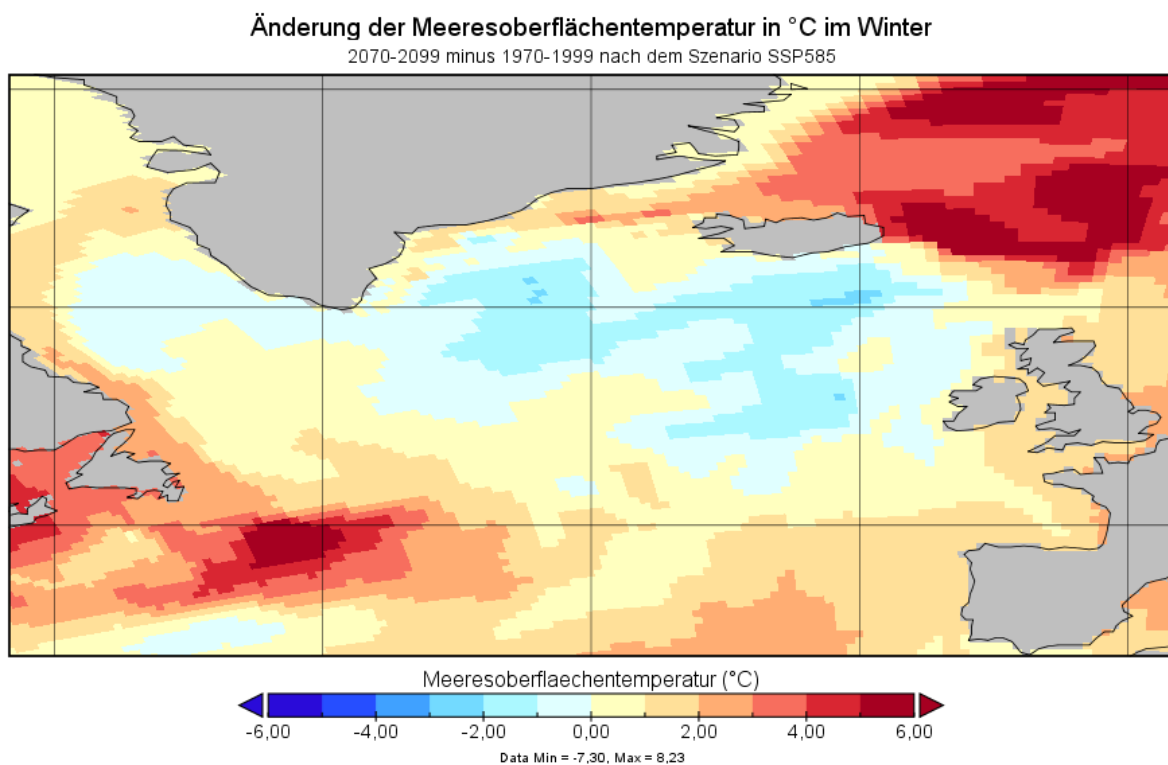 Änderung der Meeresoberflächentemperatur in °C im Winter
2070-2099 minus 1970-1999 nach dem Szenario SSP585
Meeresoberflaechentemperatur (°C)
-6,00 -4,00 -2,00 0,00 2,00 4,00 6,00
Data Min = -7,30, Max = 8,23